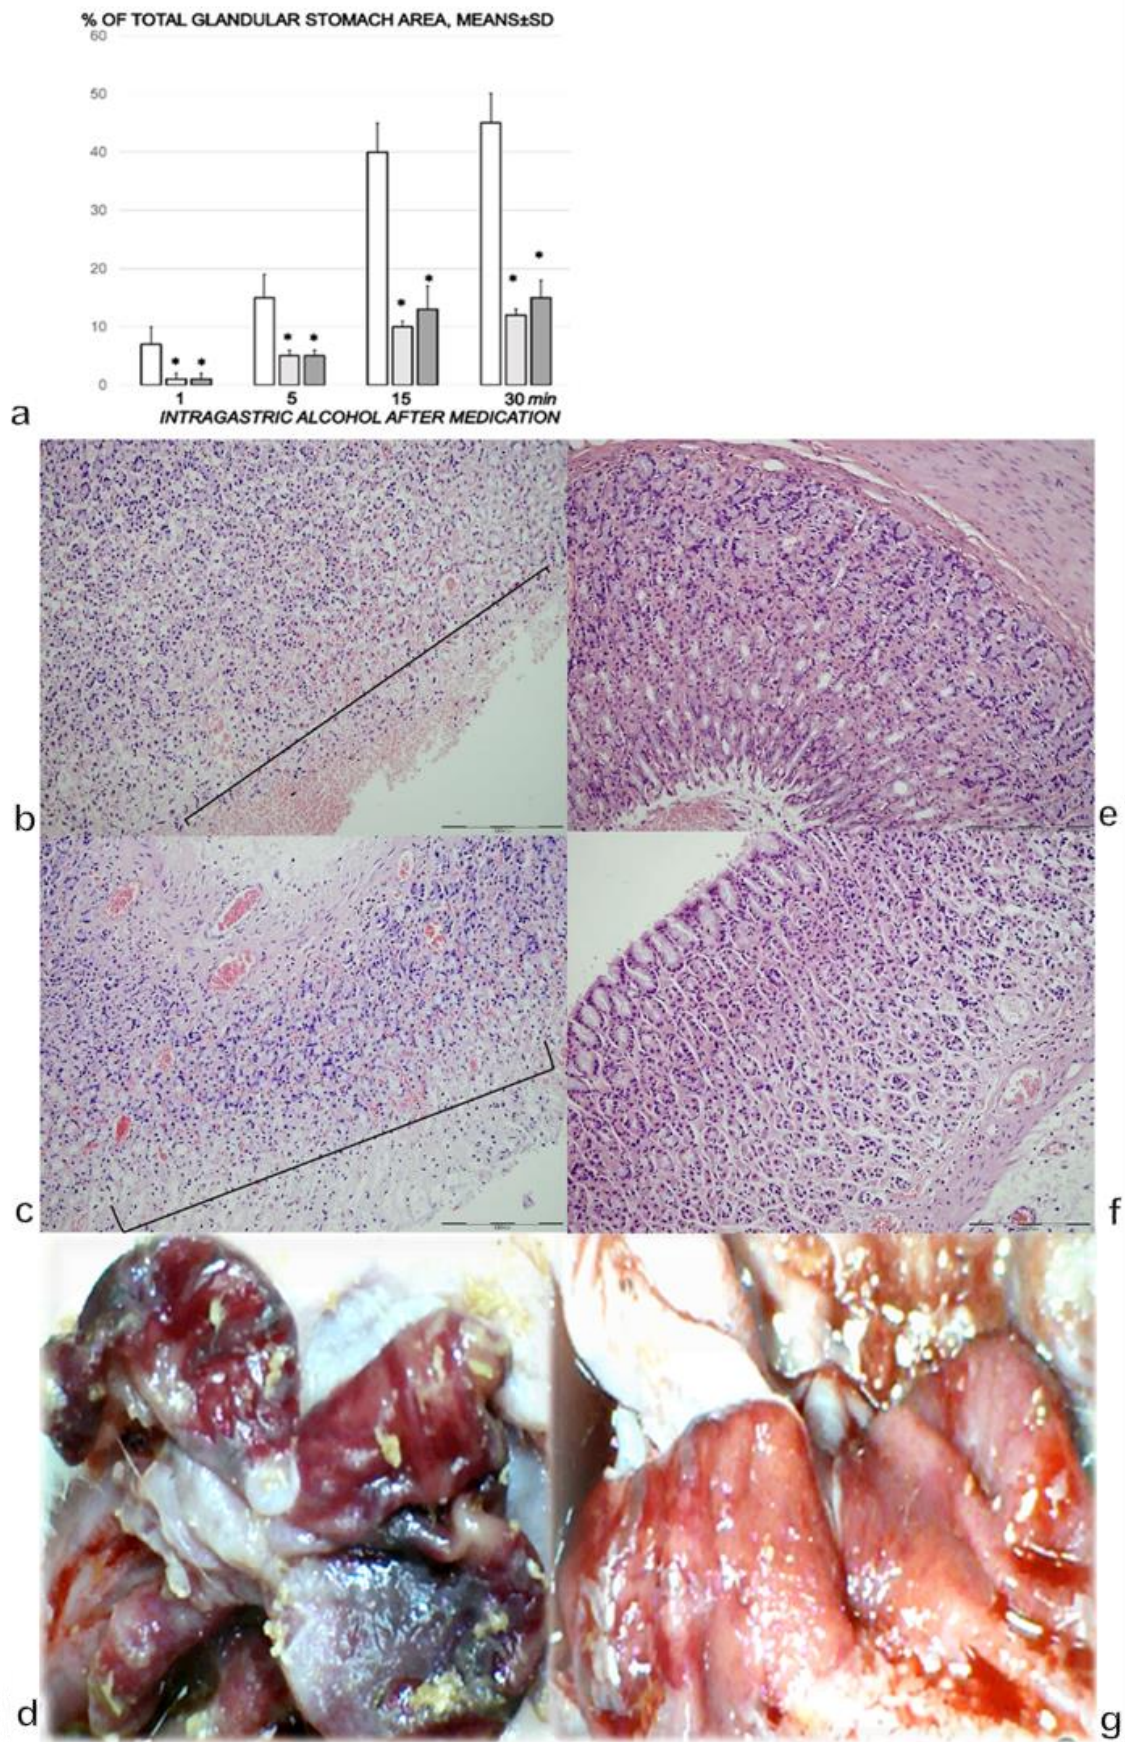 % OF TOTAL GLANDULAR STOMACH AREA, MEANS±SD
60
50
40
30
20
10
0
* * * * * * * *
1 5 15 30 min
INTRAGASTRIC ALCOHOL AFTER MEDICATION
a
b
e
c
f
d
g